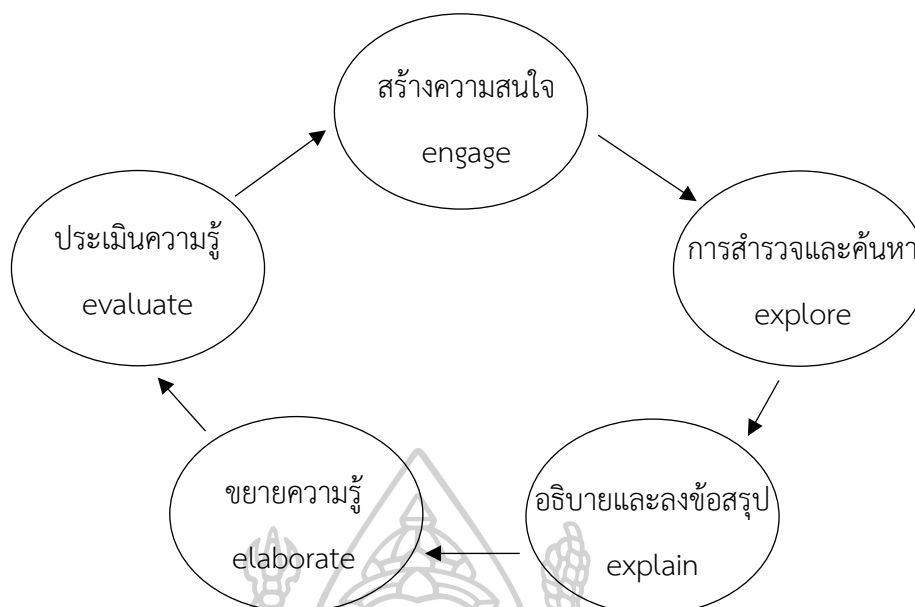 สร้างความสนใจ
engage
การสำรวจและค้นหา
explore
อธิบายและลงข้อสรุป
explain
ขยายความรู้
elaborate
ประเมินความรู้
evaluate